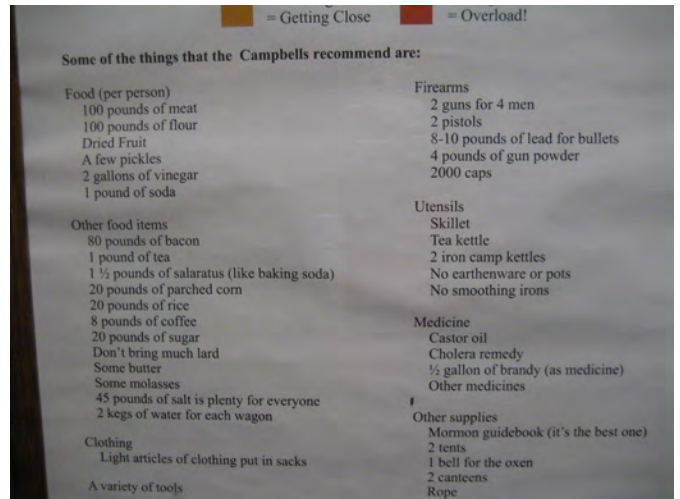 = Getting Close
= Overload!
Some of the things that the Campbells recommend are:
Food (per person)
100 pounds of meat
100 pounds of flour
Dried Fruit
A few pickles
2 gallons of vinegar
1 pound of soda
Other food items
80 pounds of bacon
1 pound of tea
1 ½ pounds of salaratus (like baking soda)
20 pounds of parched corn
20 pounds of rice
8 pounds of coffee
20 pounds of sugar
Don't bring much lard
Some butter
Some molasses
45 pounds of salt is plenty for everyone
2 kegs of water for each wagon
Clothing
Light articles of clothing put in sacks
A variety of tools
Firearms
2 guns for 4 men
2 pistols
8-10 pounds of lead for bullets
4 pounds of gun powder
2000 caps
Utensils
Skillet
Tea kettle
2 iron camp kettles
No earthenware or pots
No smoothing irons
Medicine
Castor oil
Cholera remedy
½ gallon of brandy (as medicine)
Other medicines
Other supplies
Mormon guidebook (it's the best one)
2 tents
1 bell for the oxen
2 canteens
Rope